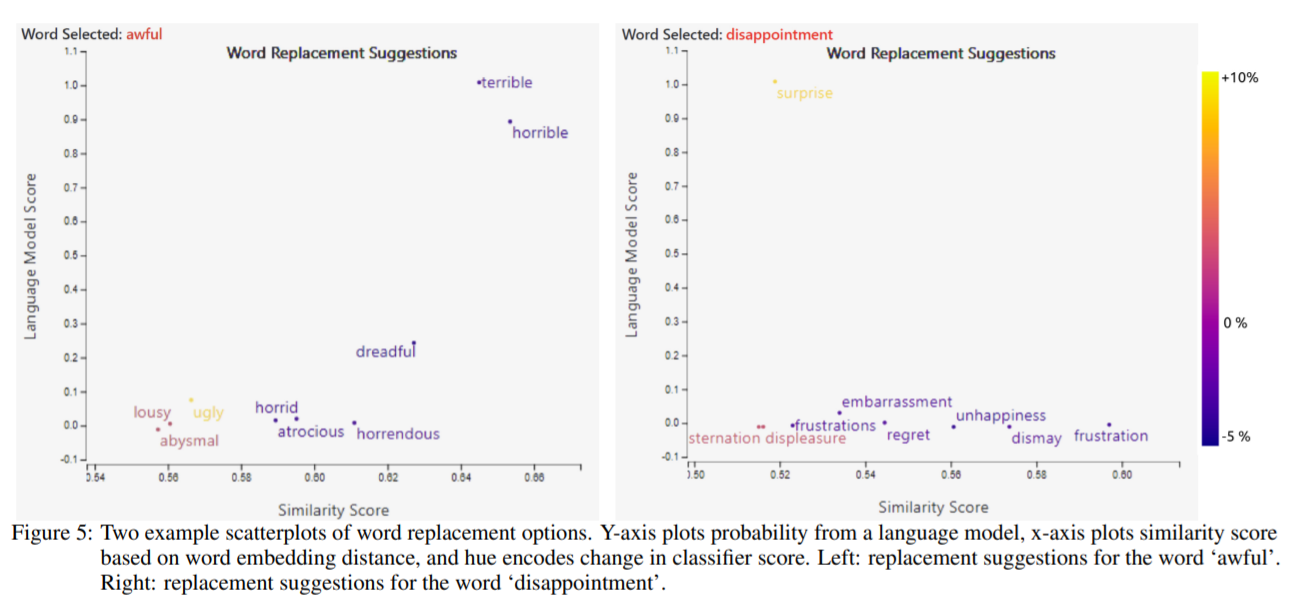 Word Selected: awful
Word Replacement Suggestions
1.1
1.0
0.9
0.8
0.7
0.6
0.5
0.4
0.3
0.2
0.1
0.0
-0.1
Language Model Score
terrible
horrible
dreadful
lousy
ugly
abysmal
horrid
atrocious
horrendous
0.54 0.56 0.58 0.60 0.62 0.64 0.66
Similarity Score
Word Selected: disappointment
Word Replacement Suggestions
1.1
1.0
0.9
0.8
0.7
0.6
0.5
0.4
0.3
0.2
0.1
0.0
-0.1
Language Model Score
surprise
embarrassment
frustrations
unhappiness
sternation displeasure
regret
dismay
frustration
0.50 0.52 0.54 0.56 0.58 0.60
Similarity Score
+10%
0 %
-5 %
Figure 5: Two example scatterplots of word replacement options. Y-axis plots probability from a language model, x-axis plots similarity score
based on word embedding distance, and hue encodes change in classifier score. Left: replacement suggestions for the word ‘awful’.
Right: replacement suggestions for the word ‘disappointment’.